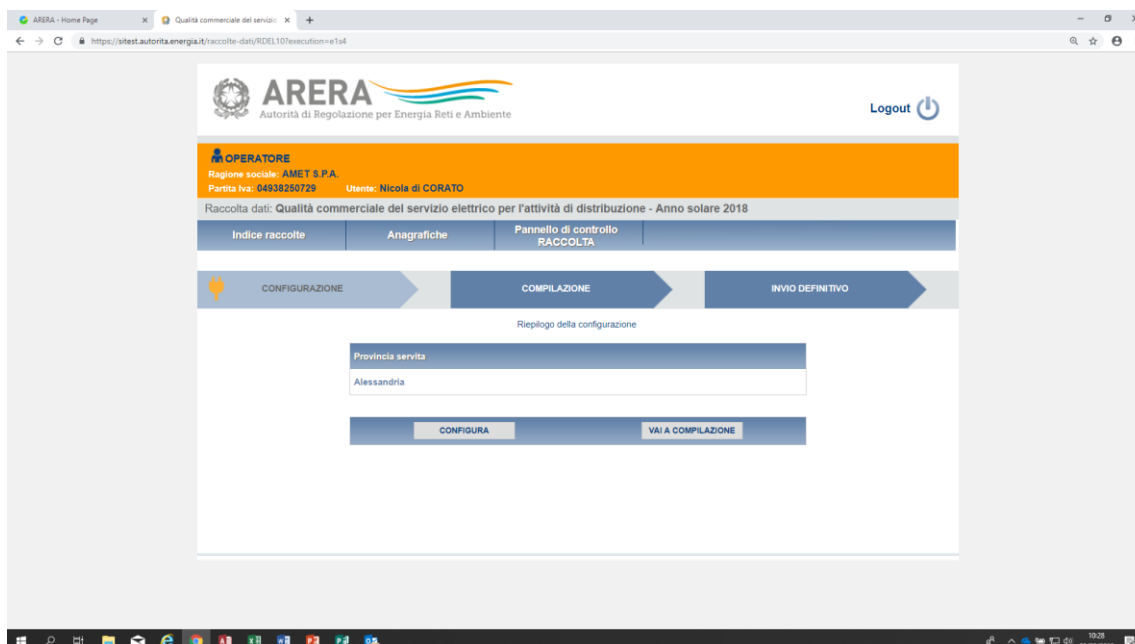 ARERA - Home Page
Qualità commerciale del servizio
https://sitest.autorita.energia.it/raccolte-dati/RDEL10?execution=e1s4
ARERA
Autorità di Regolazione per Energia Reti e Ambiente
Logout
OPERATORE
Ragione sociale: AMET S.P.A.
Partita Iva: 04938250729 Utente: Nicola di CORATO
Raccolta dati: Qualità commerciale del servizio elettrico per l'attività di distribuzione - Anno solare 2018
Indice raccolte Anagrafiche Pannello di controllo RACCOLTA
CONFIGURAZIONE COMPILAZIONE INVIO DEFINITIVO
Riepilogo della configurazione
Provincia servita
Alessandria
CONFIGURA VAI A COMPILAZIONE
10:28